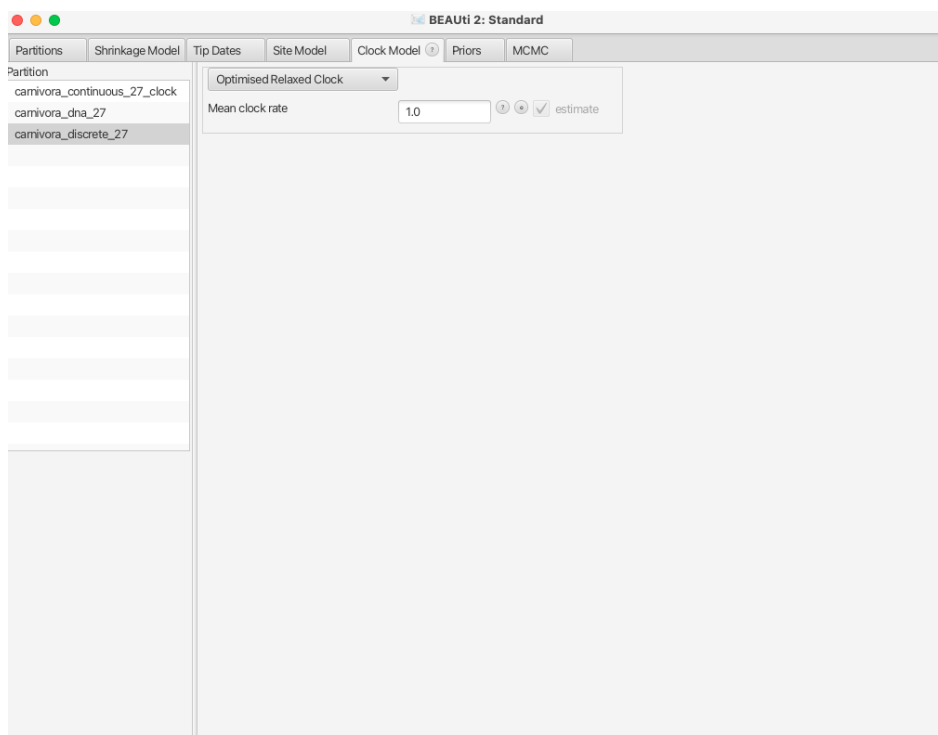 BEAUti 2: Standard
Partitions Shrinkage Model Tip Dates Site Model Clock Model ? Priors MCMC
Partition
carnivora_continuous_27_clock
carnivora_dna_27
carnivora_discrete_27
Optimised Relaxed Clock
Mean clock rate 1.0 ? estimate